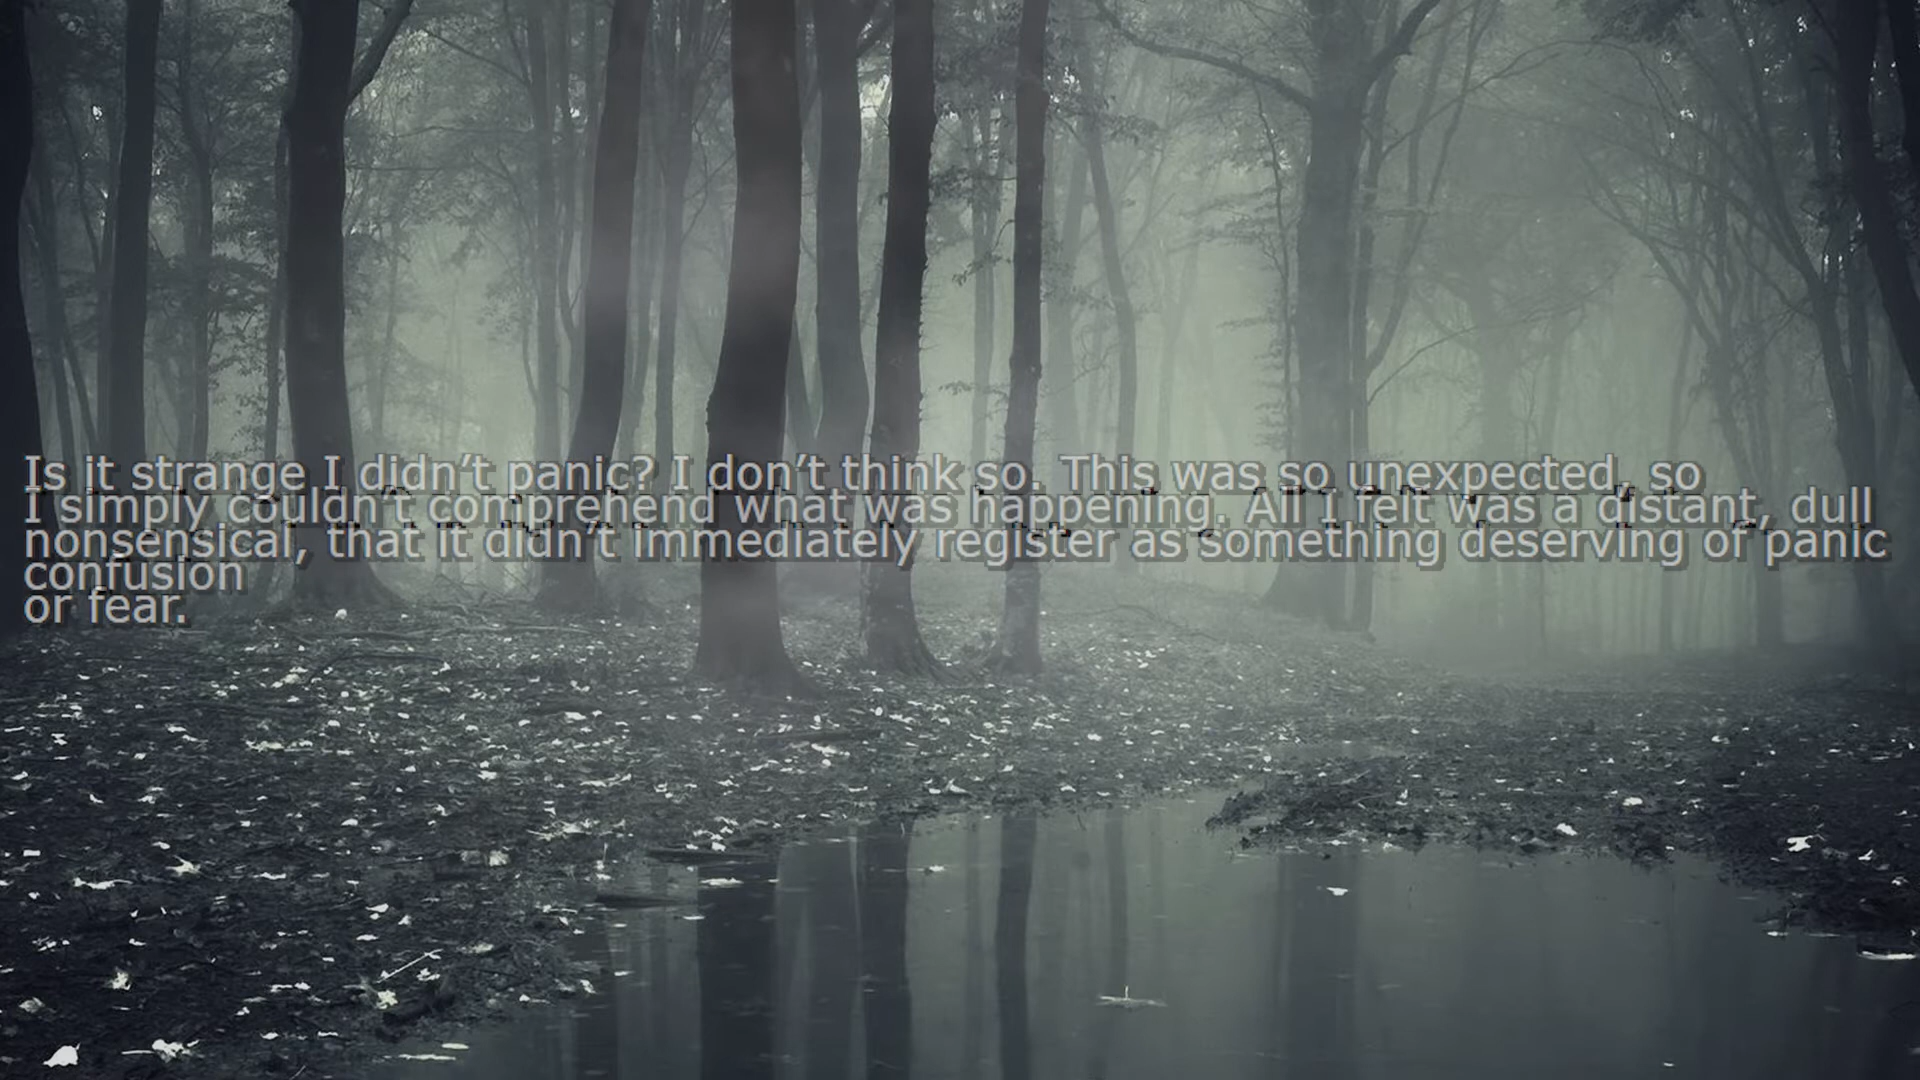 Is it strange I didn’t panic? I don’t think so. This was so unexpected, so
I simply couldn’t comprehend what was happening. All I felt was a distant, dull
nonsensical, that it didn’t immediately register as something deserving of panic
confusion
or fear.